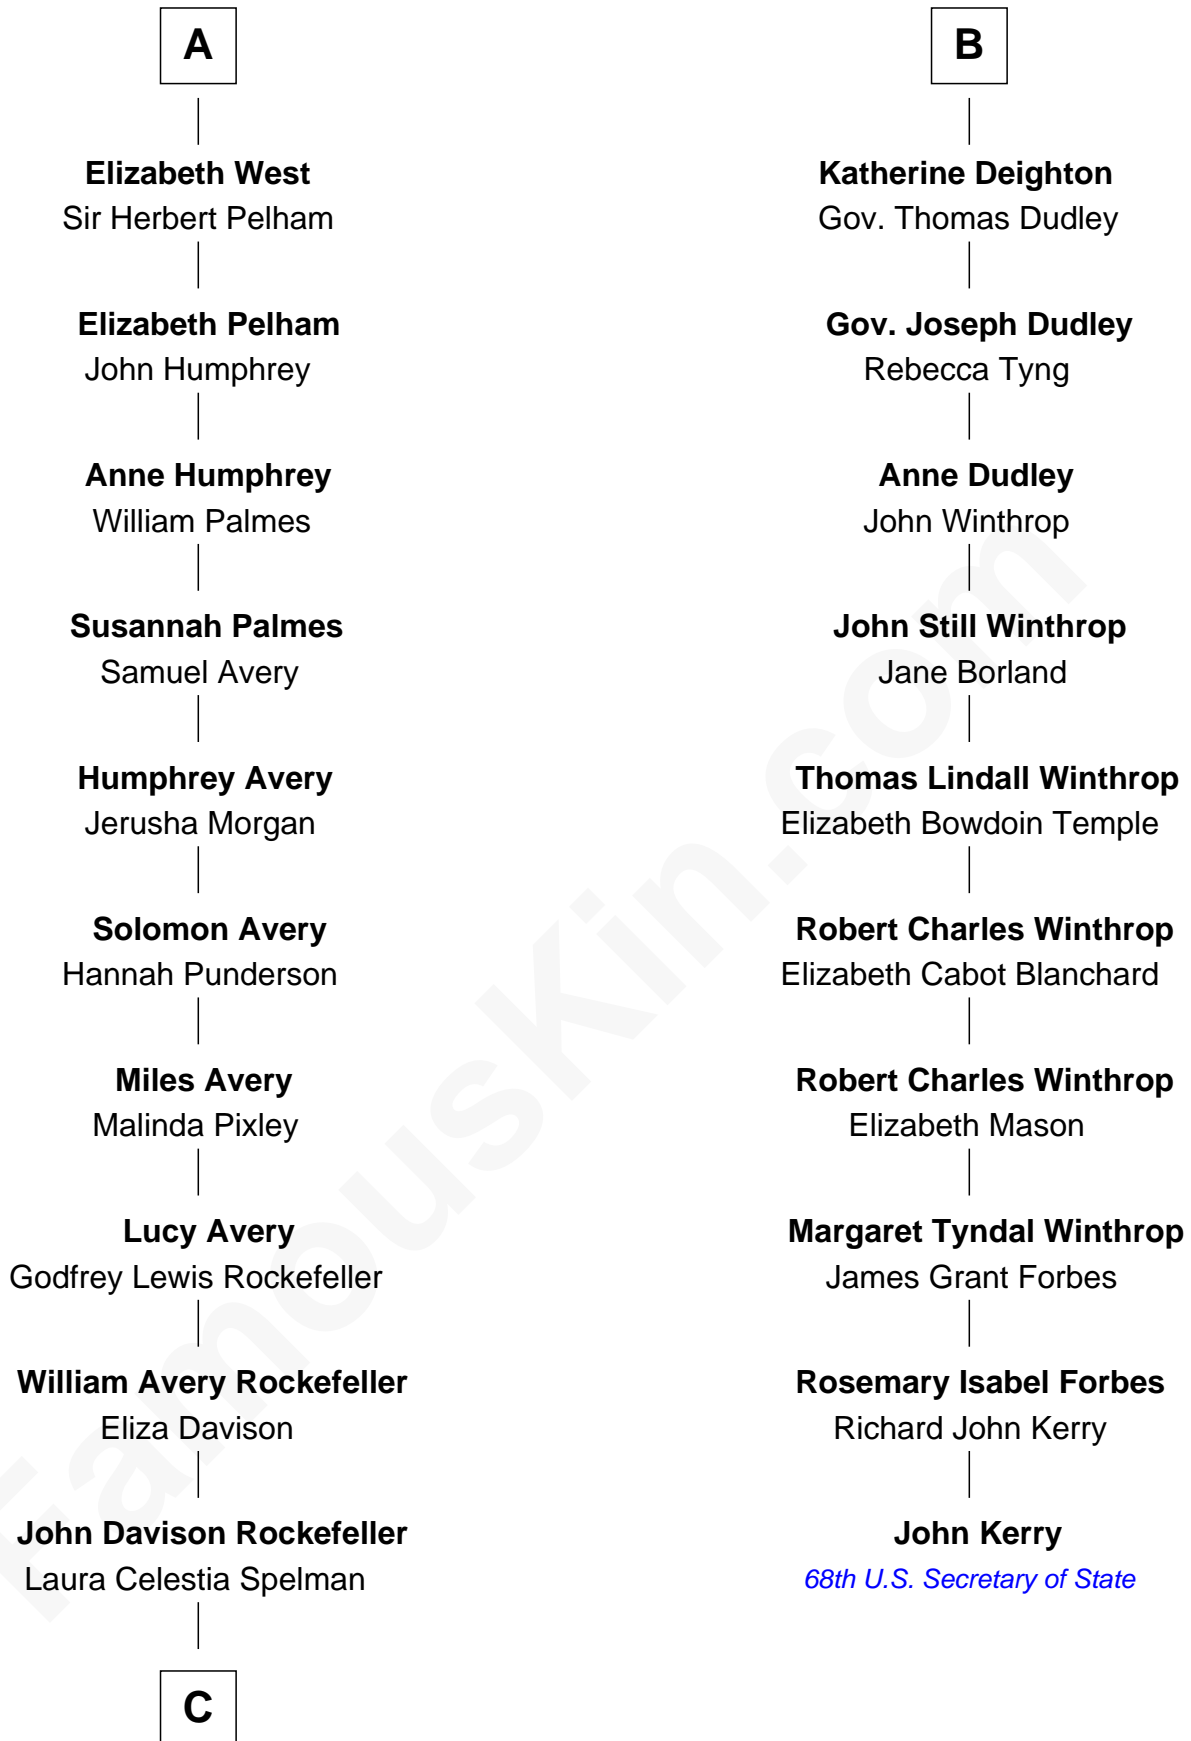 A
Elizabeth West
Sir Herbert Pelham
Elizabeth Pelham
John Humphrey
Anne Humphrey
William Palmes
Susannah Palmes
Samuel Avery
Humphrey Avery
Jerusha Morgan
Solomon Avery
Hannah Punderson
Miles Avery
Malinda Pixley
Lucy Avery
Godfrey Lewis Rockefeller
William Avery Rockefeller
Eliza Davison
John Davison Rockefeller
Laura Celestia Spelman
C
B
Katherine Deighton
Gov. Thomas Dudley
Gov. Joseph Dudley
Rebecca Tyng
Anne Dudley
John Winthrop
John Still Winthrop
Jane Borland
Thomas Lindall Winthrop
Elizabeth Bowdoin Temple
Robert Charles Winthrop
Elizabeth Cabot Blanchard
Robert Charles Winthrop
Elizabeth Mason
Margaret Tyndal Winthrop
James Grant Forbes
Rosemary Isabel Forbes
Richard John Kerry
John Kerry
68th U.S. Secretary of State
FamousKin.com